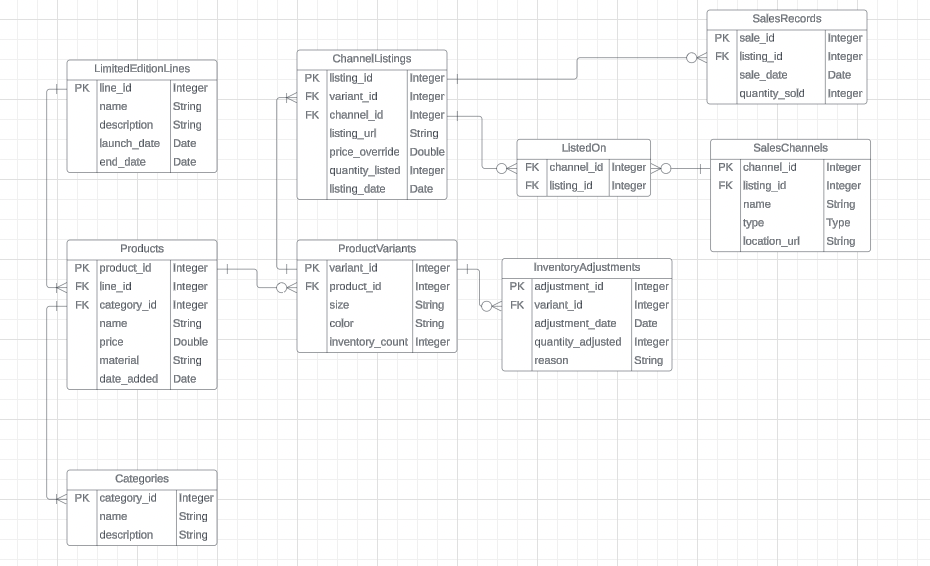 SalesRecords
PK sale_id Integer
FK listing_id Integer
sale_date Date
quantity_sold Integer
ChannelListings
PK listing_id Integer
FK variant_id Integer
FK channel_id Integer
listing_url String
price_override Double
quantity_listed Integer
listing_date Date
LimitedEditionLines
PK line_id Integer
name String
description String
launch_date Date
end_date Date
ListedOn
FK channel_id Integer
FK listing_id Integer
SalesChannels
PK channel_id Integer
FK listing_id Integer
name String
type Type
location_url String
Products
PK product_id Integer
FK line_id Integer
FK category_id Integer
name String
price Double
material String
date_added Date
ProductVariants
PK variant_id Integer
FK product_id Integer
size String
color String
inventory_count Integer
InventoryAdjustments
PK adjustment_id Integer
FK variant_id Integer
adjustment_date Date
quantity_adjusted Integer
reason String
Categories
PK category_id Integer
name String
description String